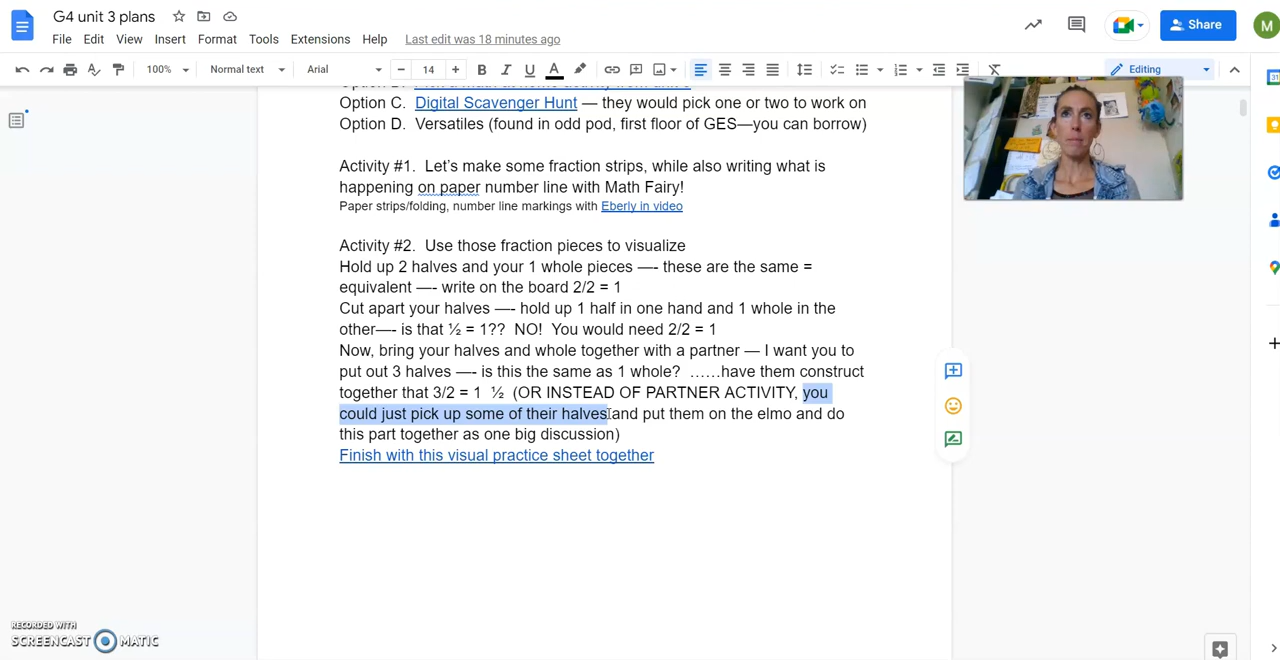 G4 unit 3 plans
M
Share
File Edit View Insert Format Tools Extensions Help Last edit was 18 minutes ago
100% Normal text Arial 14 B I U A Editing
Option C. Digital Scavenger Hunt — they would pick one or two to work on
Option D. Versatiles (found in odd pod, first floor of GES—you can borrow)
Activity #1. Let's make some fraction strips, while also writing what is
happening on paper number line with Math Fairy!
Paper strips/folding, number line markings with Eberly in video
Activity #2. Use those fraction pieces to visualize
Hold up 2 halves and your 1 whole pieces —- these are the same =
equivalent —- write on the board 2/2 = 1
Cut apart your halves —- hold up 1 half in one hand and 1 whole in the
other—- is that ½ = 1?? NO! You would need 2/2 = 1
Now, bring your halves and whole together with a partner — I want you to
put out 3 halves —- is this the same as 1 whole? ……have them construct
together that 3/2 = 1 ½ (OR INSTEAD OF PARTNER ACTIVITY, you
could just pick up some of their halves and put them on the elmo and do
this part together as one big discussion)
Finish with this visual practice sheet together
RECORDED WITH
SCREENCAST MATIC